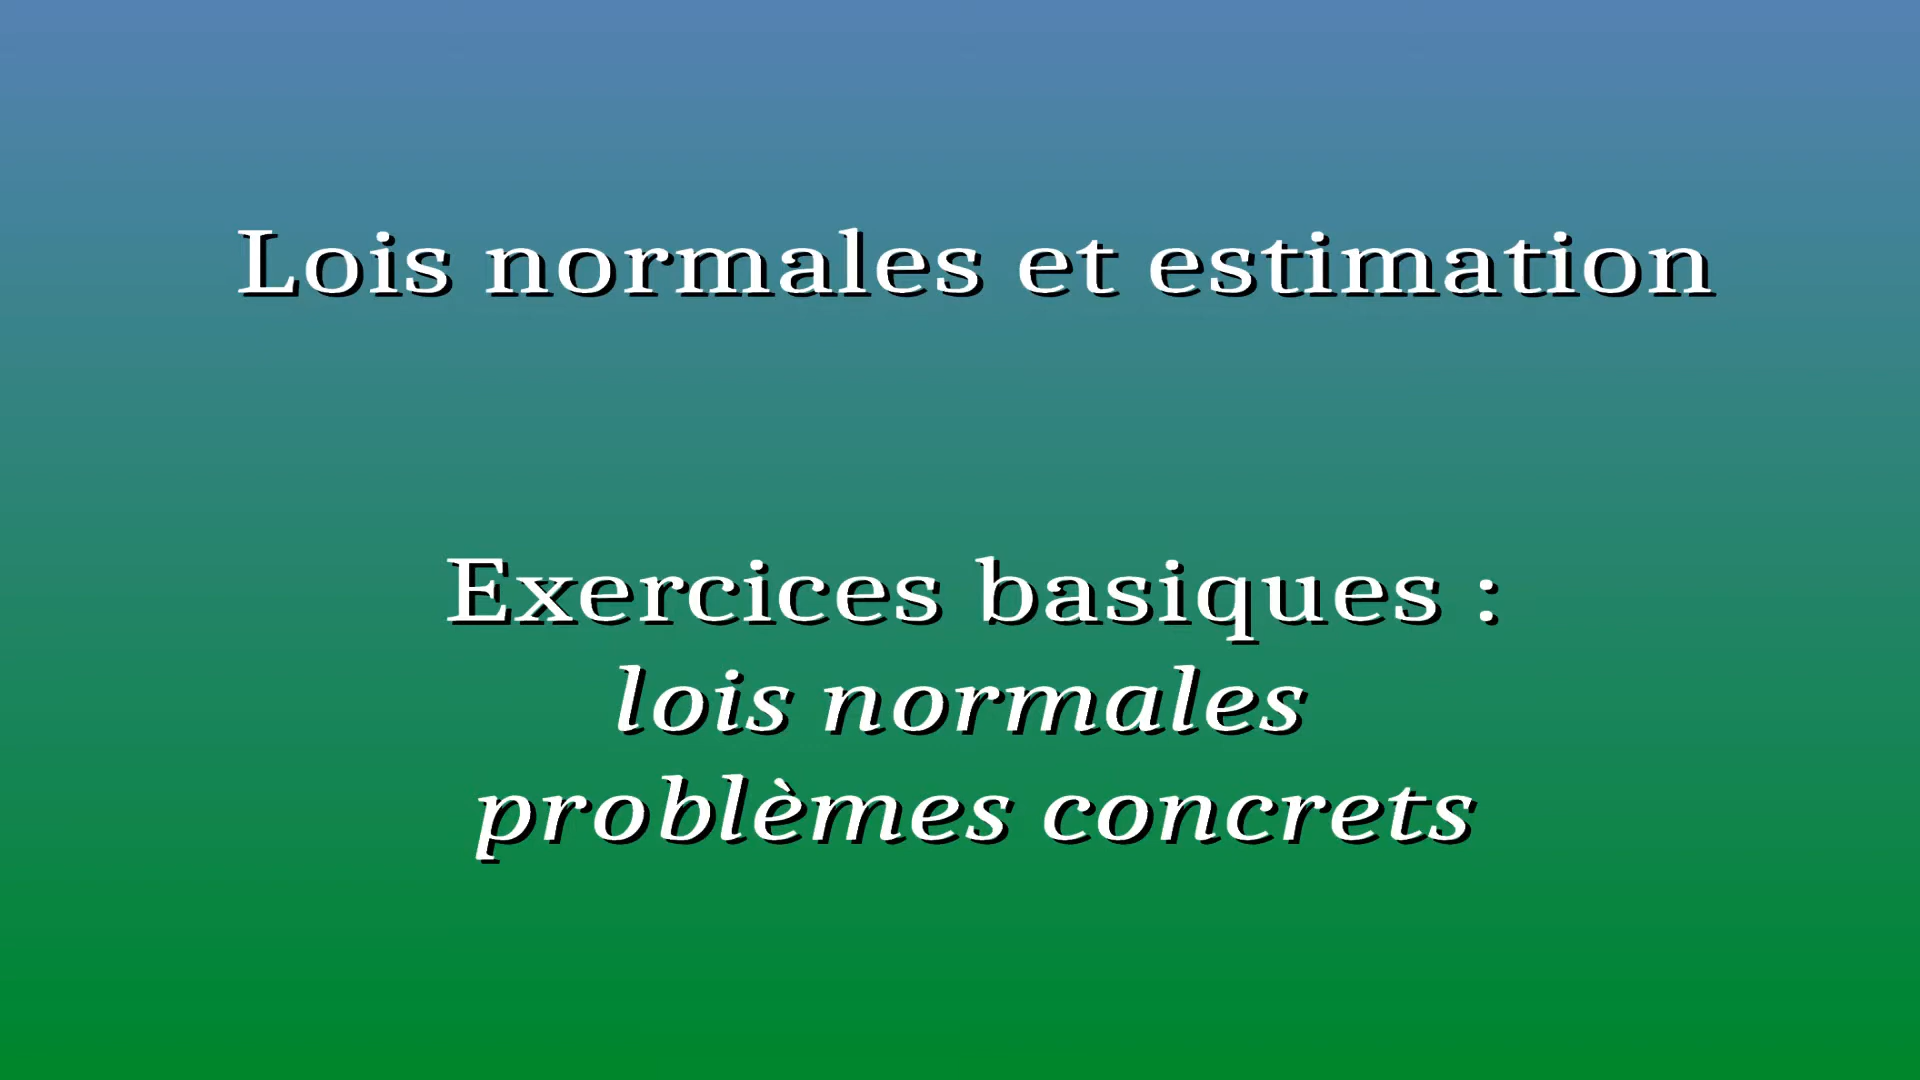 Lois normales et estimation
Exercices basiques :
lois normales
problèmes concrets